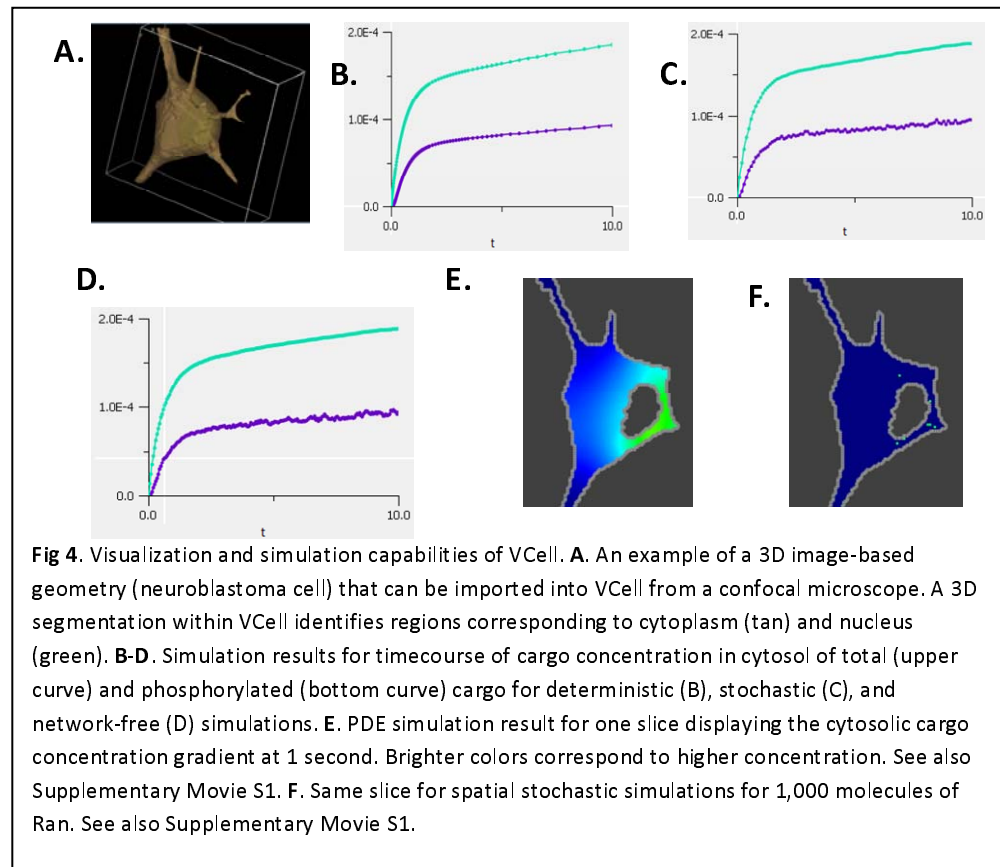 A.
B.
2.0E-4
1.0E-4
0.0
0.0
10.0
t
C.
2.0E-4
1.0E-4
0.0
0.0
10.0
t
D.
2.0E-4
1.0E-4
0.0
0.0
10.0
t
E.
F.
Fig 4. Visualization and simulation capabilities of VCell. A. An example of a 3D image-based
geometry (neuroblastoma cell) that can be imported into VCell from a confocal microscope. A 3D
segmentation within VCell identifies regions corresponding to cytoplasm (tan) and nucleus
(green). B-D. Simulation results for timecourse of cargo concentration in cytosol of total (upper
curve) and phosphorylated (bottom curve) cargo for deterministic (B), stochastic (C), and
network-free (D) simulations. E. PDE simulation result for one slice displaying the cytosolic cargo
concentration gradient at 1 second. Brighter colors correspond to higher concentration. See also
Supplementary Movie S1. F. Same slice for spatial stochastic simulations for 1,000 molecules of
Ran. See also Supplementary Movie S1.